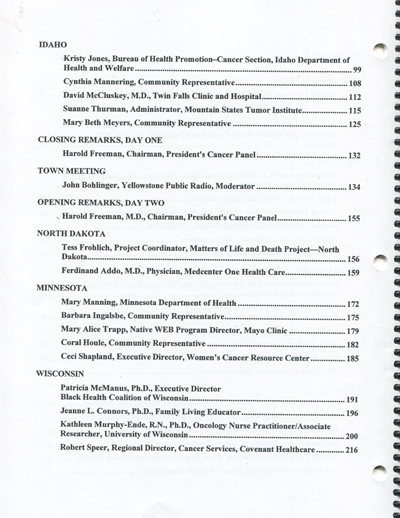 IDAHO
Kristy Jones, Bureau of Health Promotion–Cancer Section, Idaho Department of
Health and Welfare....................................................99
Cynthia Mannering, Community Representative....................................................108
David McCluskey, M.D., Twin Falls Clinic and Hospital....................................................112
Suanne Thurman, Administrator, Mountain States Tumor Institute....................................................115
Mary Beth Meyers, Community Representative ....................................................125
CLOSING REMARKS, DAY ONE
Harold Freeman, Chairman, President's Cancer Panel ....................................................132
TOWN MEETING
John Bohlinger, Yellowstone Public Radio, Moderator ....................................................134
OPENING REMARKS, DAY TWO
Harold Freeman, M.D., Chairman, President's Cancer Panel....................................................155
NORTH DAKOTA
Tess Frohlich, Project Coordinator, Matters of Life and Death Project—North
Dakota....................................................156
Ferdinand Addo, M.D., Physician, Medcenter One Health Care....................................................159
MINNESOTA
Mary Manning, Minnesota Department of Health ....................................................172
Barbara Ingalsbe, Community Representative....................................................175
Mary Alice Trapp, Native WEB Program Director, Mayo Clinic ....................................................179
Coral Houle, Community Representative ....................................................182
Ceci Shapland, Executive Director, Women's Cancer Resource Center ....................................................185
WISCONSIN
Patricia McManus, Ph.D., Executive Director
Black Health Coalition of Wisconsin....................................................191
Jeanne L. Connors, Ph.D., Family Living Educator....................................................196
Kathleen Murphy-Ende, R.N., Ph.D., Oncology Nurse Practitioner/Associate
Researcher, University of Wisconsin....................................................200
Robert Speer, Regional Director, Cancer Services, Covenant Healthcare ............216